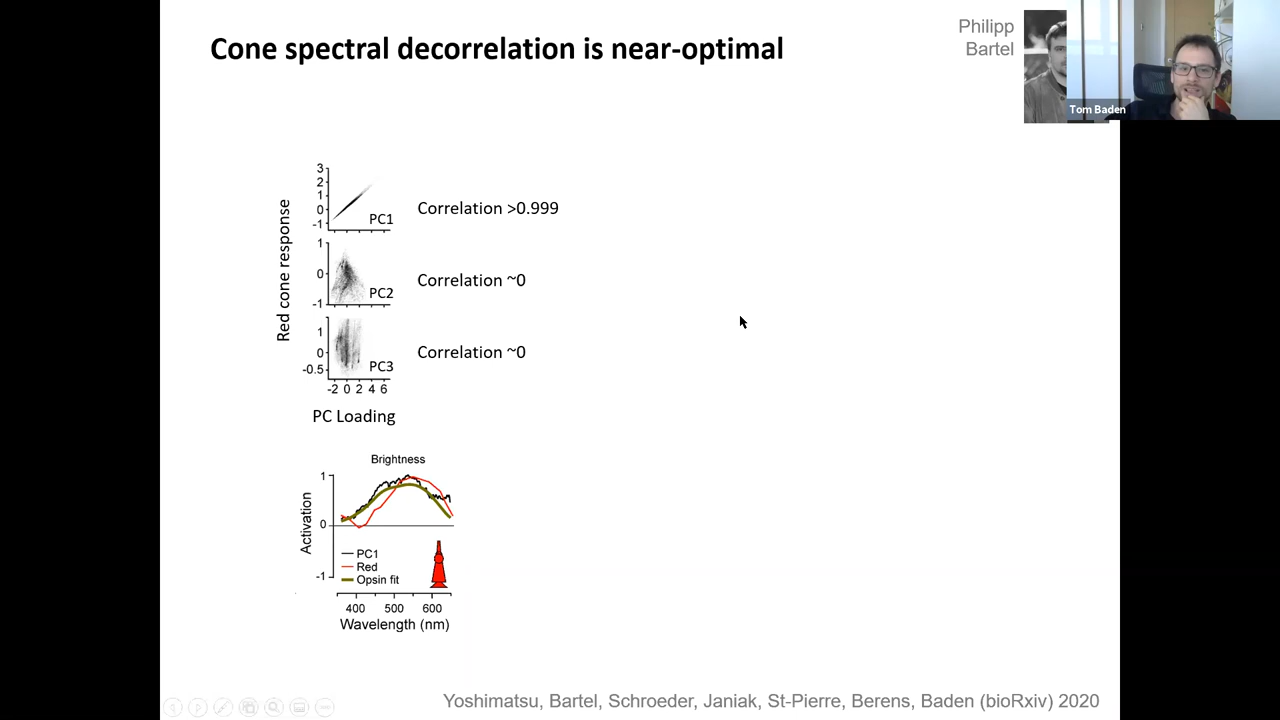 Cone spectral decorrelation is near-optimal
Philipp
Bartel
Tom Baden
Red cone response
3
2
1
0
-1
PC1
Correlation >0.999
1
0
-1
PC2
Correlation ~0
1
0
-0.5
PC3
Correlation ~0
-2 0 2 4 6
PC Loading
Brightness
Activation
1
0
-1
PC1
Red
Opsin fit
400 500 600
Wavelength (nm)
Yoshimatsu, Bartel, Schroeder, Janiak, St-Pierre, Berens, Baden (bioRxiv) 2020